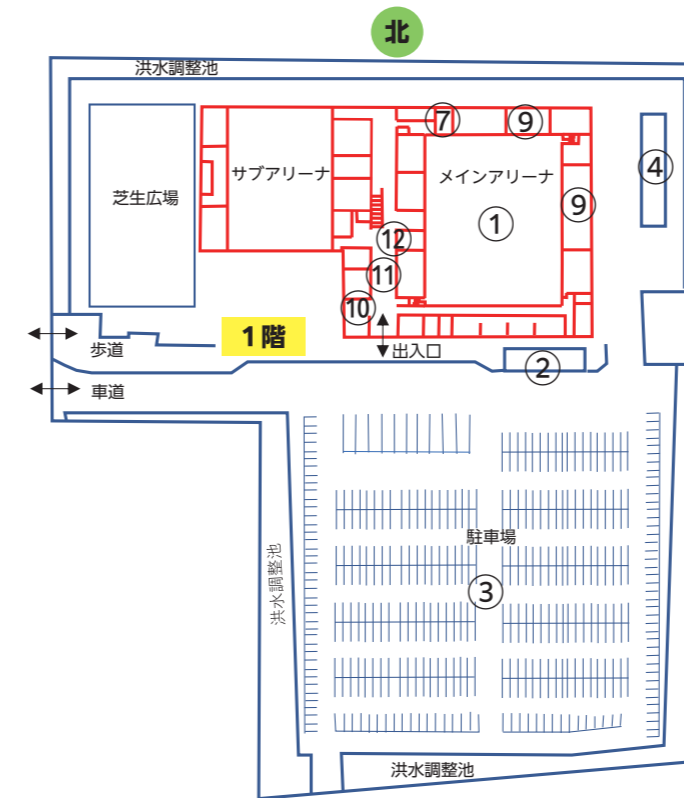 北
洪水調整池
⑦
⑨
④
サブアリーナ
メインアリーナ
芝生広場
⑨
①
⑫
⑪
⑩
1階
歩道
出入口
②
車道
駐車場
洪水調整池
③
洪水調整池